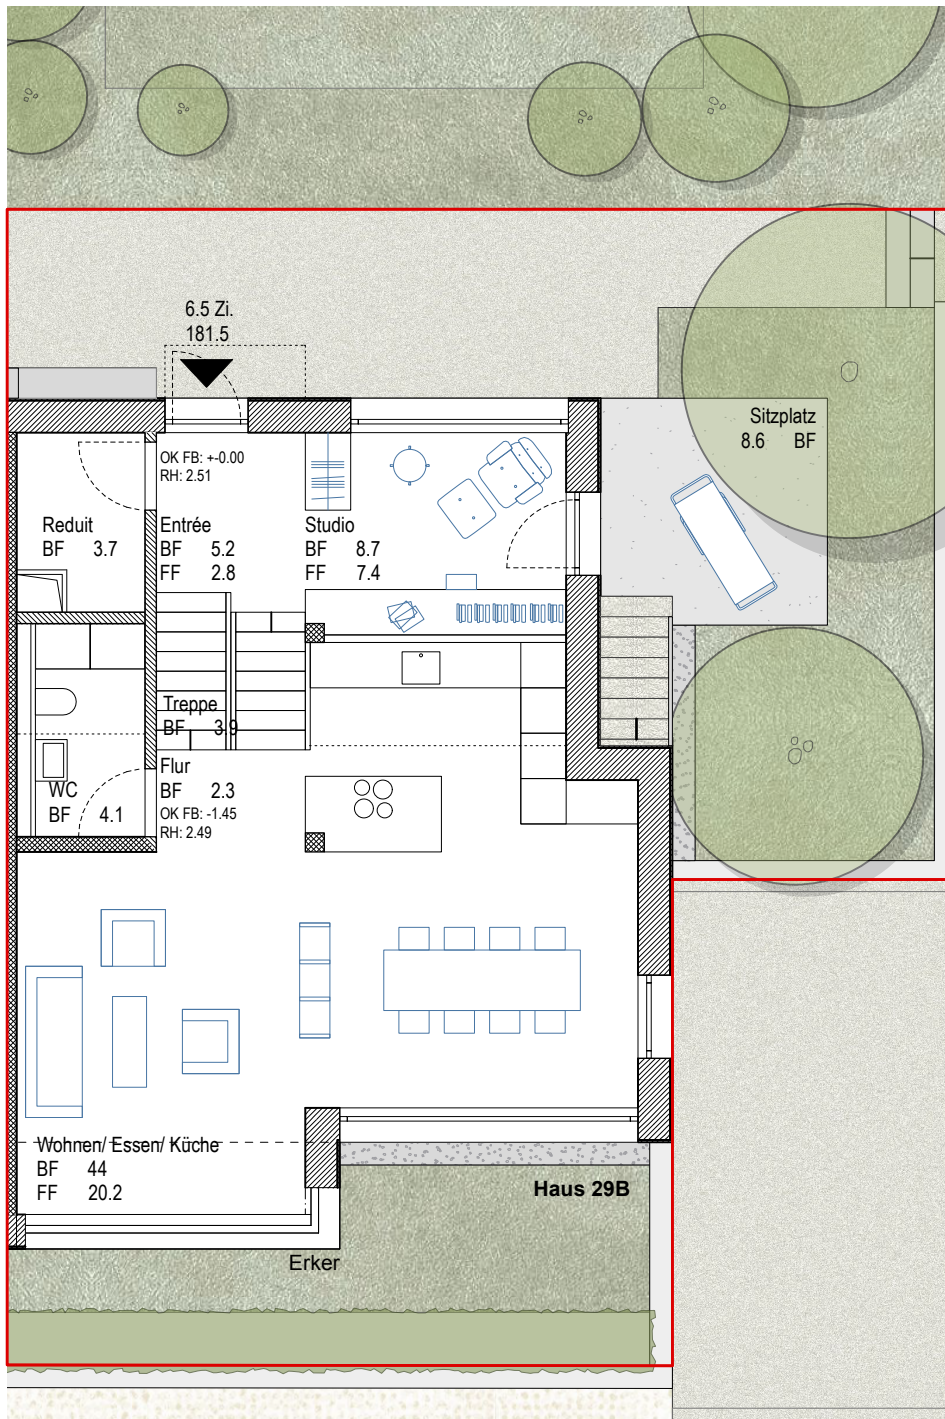 6.5 Zi.
181.5
Sitzplatz
8.6 BF
OK FB: +-0.00
RH: 2.51
Reduit
BF 3.7
Entrée
BF 5.2
FF 2.8
Studio
BF 8.7
FF 7.4
Treppe
BF 3.9
Flur
BF 2.3
OK FB: -1.45
RH: 2.49
WC
BF 4.1
Wohnen/ Essen/ Küche
BF 44
FF 20.2
Haus 29B
Erker